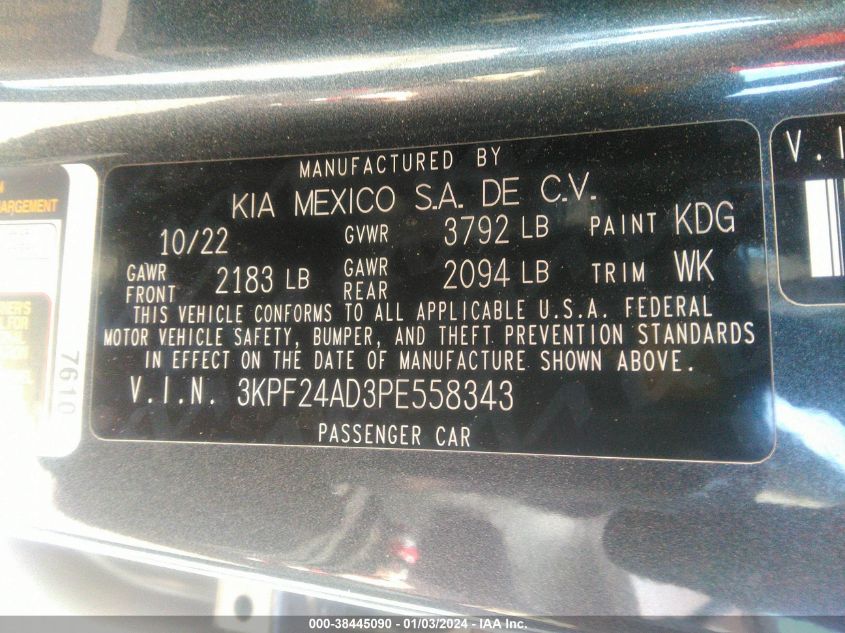 MANUFACTURED BY
KIA MEXICO S.A. DE C.V.
10/22 GVWR 3792 LB PAINT KDG
GAWR FRONT 2183 LB GAWR REAR 2094 LB TRIM WK
THIS VEHICLE CONFORMS TO ALL APPLICABLE U.S.A. FEDERAL
MOTOR VEHICLE SAFETY, BUMPER, AND THEFT PREVENTION STANDARDS
IN EFFECT ON THE DATE OF MANUFACTURE SHOWN ABOVE.
V.I.N. 3KPF24AD3PE558343
PASSENGER CAR
7610
V.I
000-38445090 - 01/03/2024 - IAAI.com